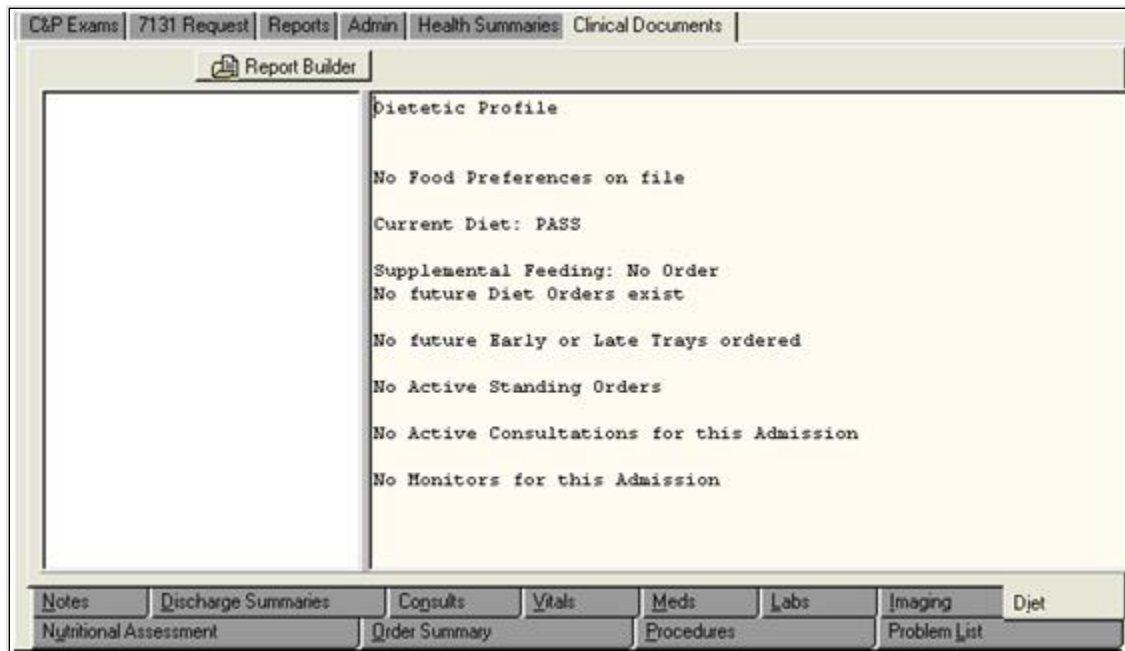 C&P Exams 7131 Request Reports Admin Health Summaries Clinical Documents
Report Builder
Dietetic Profile
No Food Preferences on file
Current Diet: PASS
Supplemental Feeding: No Order
No future Diet Orders exist
No future Early or Late Trays ordered
No Active Standing Orders
No Active Consultations for this Admission
No Monitors for this Admission
Notes Discharge Summaries Consults Vitals Meds Labs Imaging Diet
Nutritional Assessment Order Summary Procedures Problem List